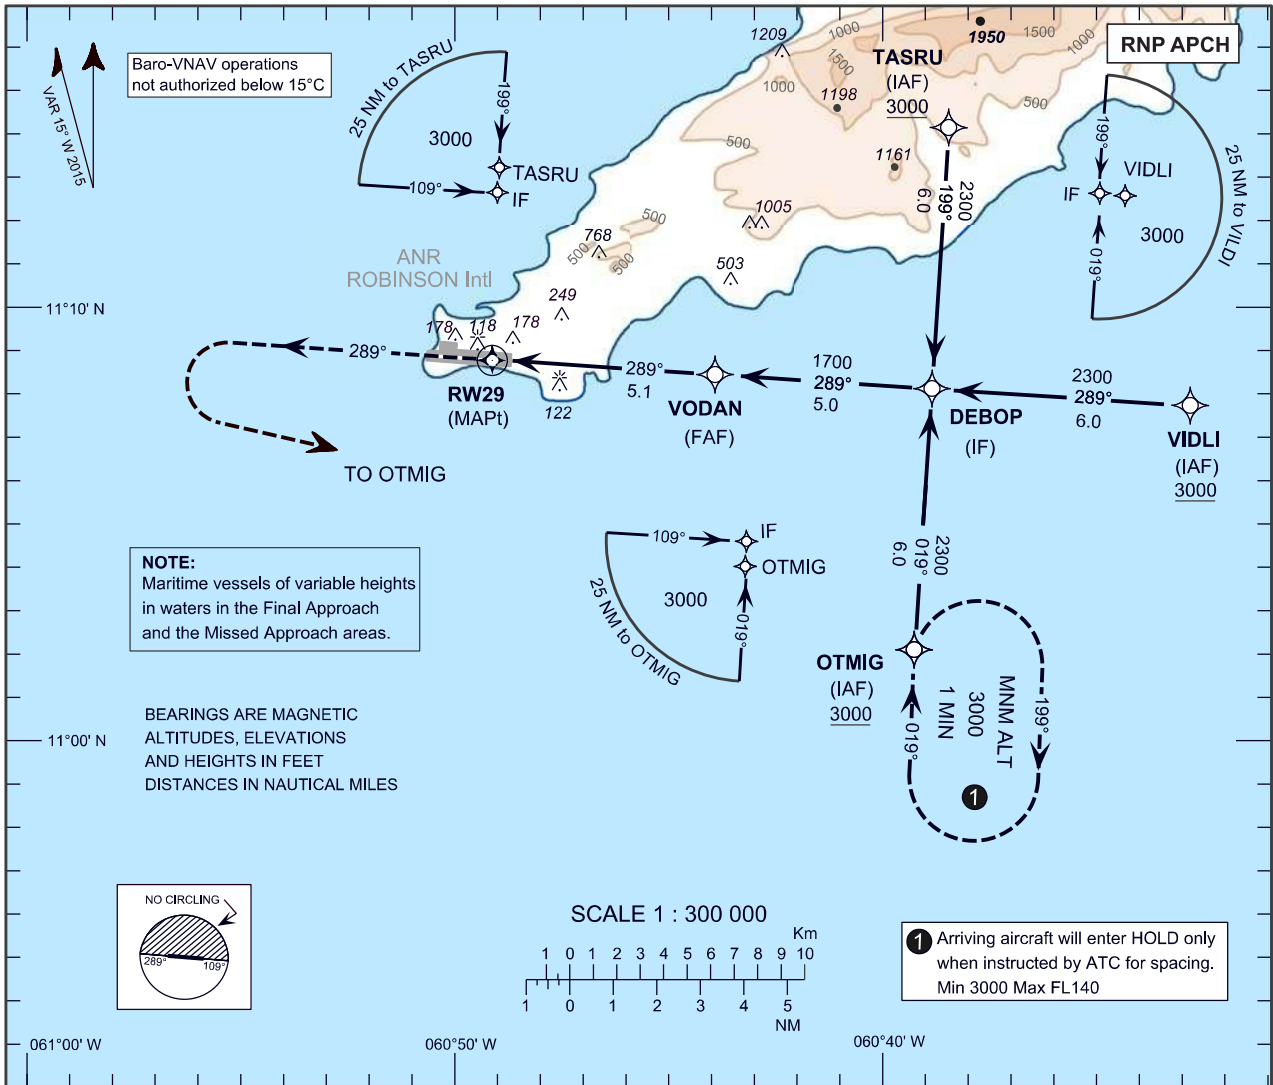 RNP APCH
Baro-VNAV operations
not authorized below 15°C
VAR 15° W 2015
25 NM to TASRU
3000
199°
109°
TASRU
IF
1209
1000
1500
1198
1000
500
1161
1950
1500
1000
500
TASRU
(IAF)
3000
2300
199°
6.0
199°
VIDLI
IF
3000
019°
25 NM to VILDI
1005
500
768
500
500
503
249
ANR
ROBINSON Intl
178
118
178
122
11°10' N
289°
RW29
(MAPt)
289°
5.1
VODAN
(FAF)
1700
289°
5.0
DEBOP
(IF)
2300
289°
6.0
VIDLI
(IAF)
3000
TO OTMIG
109°
IF
OTMIG
3000
019°
25 NM to OTMIG
2300
019°
6.0
OTMIG
(IAF)
3000
019°
MNM ALT
3000
1 MIN
199°
1
NOTE:
Maritime vessels of variable heights
in waters in the Final Approach
and the Missed Approach areas.
BEARINGS ARE MAGNETIC
ALTITUDES, ELEVATIONS
AND HEIGHTS IN FEET
DISTANCES IN NAUTICAL MILES
11°00' N
NO CIRCLING
289°
109°
SCALE 1 : 300 000
Km
1 0 1 2 3 4 5 6 7 8 9 10
1 0 1 2 3 4 5
NM
1 Arriving aircraft will enter HOLD only
when instructed by ATC for spacing.
Min 3000 Max FL140
061°00' W
060°50' W
060°40' W